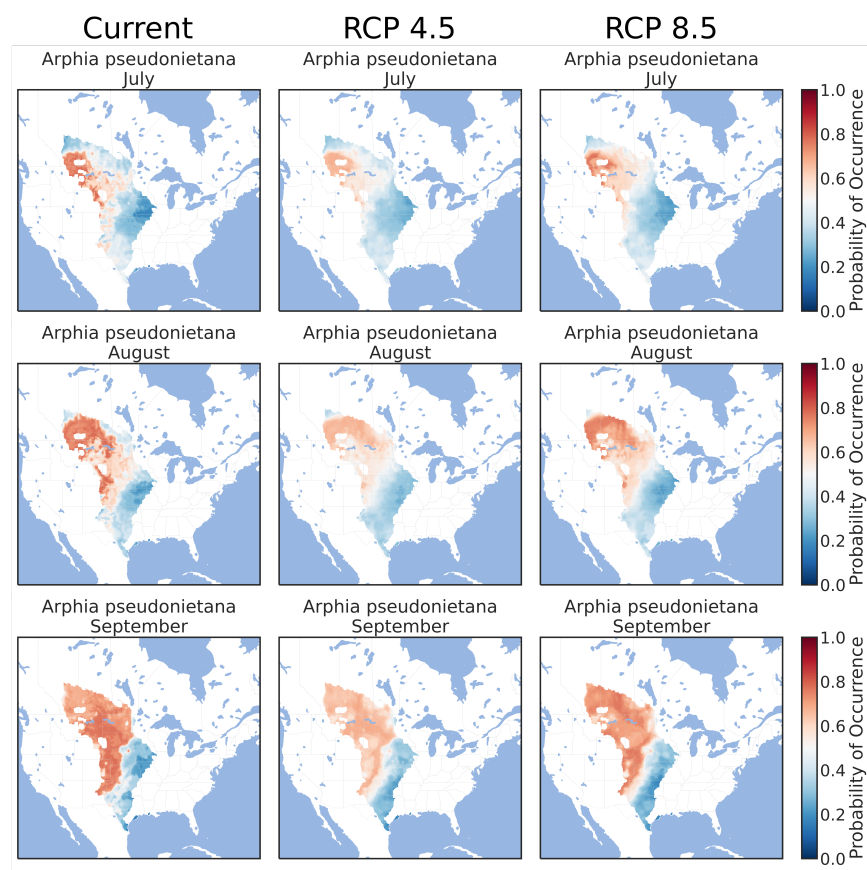 Current RCP 4.5 RCP 8.5
Arphia pseudonietana Arphia pseudonietana Arphia pseudonietana
July July July
1.0
0.8
0.6
0.4
0.2
0.0
Probability of Occurrence
Arphia pseudonietana Arphia pseudonietana Arphia pseudonietana
August August August
1.0
0.8
0.6
0.4
0.2
0.0
Probability of Occurrence
Arphia pseudonietana Arphia pseudonietana Arphia pseudonietana
September September September
1.0
0.8
0.6
0.4
0.2
0.0
Probability of Occurrence